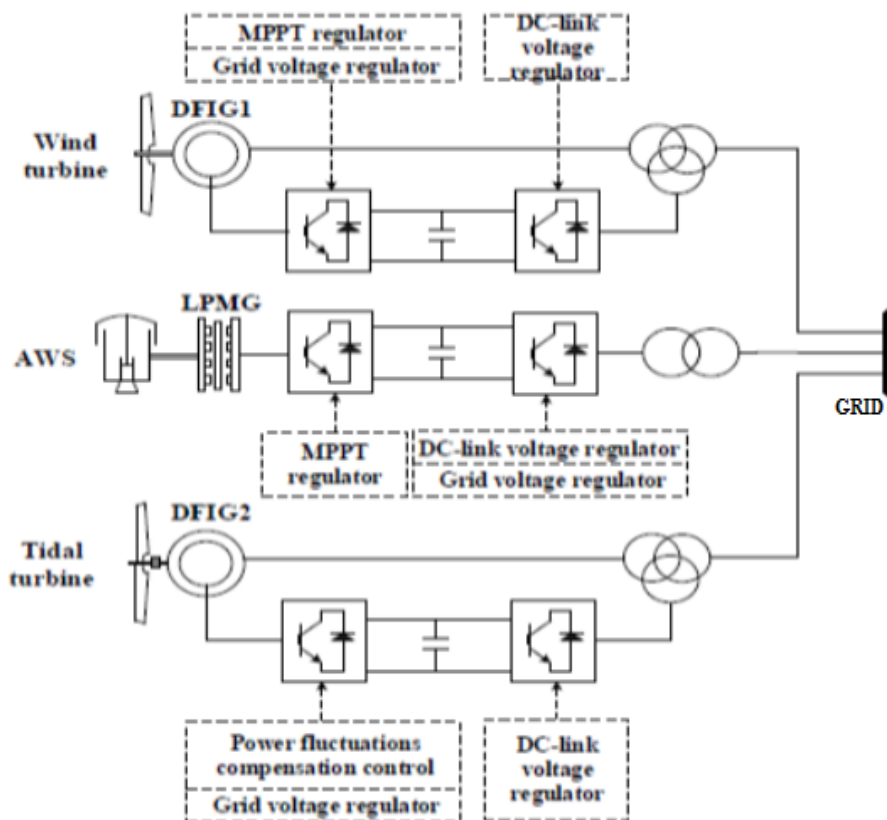 MPPT regulator
Grid voltage regulator
DC-link
voltage
regulator
DFIG1
Wind
turbine
LPMG
AWS
GRID
MPPT
regulator
DC-link voltage regulator
Grid voltage regulator
DFIG2
Tidal
turbine
Power fluctuations
compensation control
Grid voltage regulator
DC-link
voltage
regulator